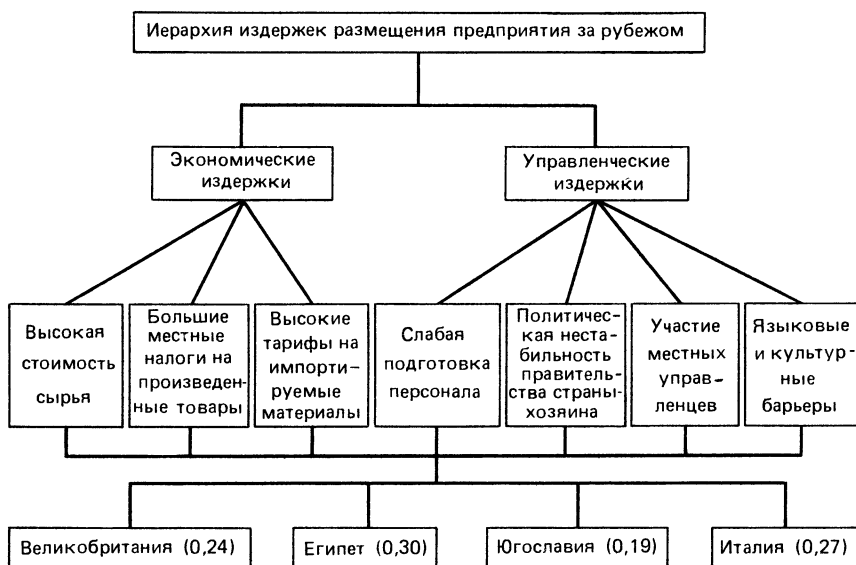 Иерархия издержек размещения предприятия за рубежом
Экономические
издержки
Управленческие
издержки
Высокая
стоимость
сырья
Большие
местные
налоги на
произведен-
ные товары
Высокие
тарифы на
импорти-
руемые
материалы
Слабая
подготовка
персонала
Политичес-
кая неста-
бильность
правитель-
ства страны-
хозяина
Участие
местных
управ-
ленцев
Языковые
и культур-
ные
барьеры
Великобритания (0,24)
Египет (0,30)
Югославия (0,19)
Италия (0,27)